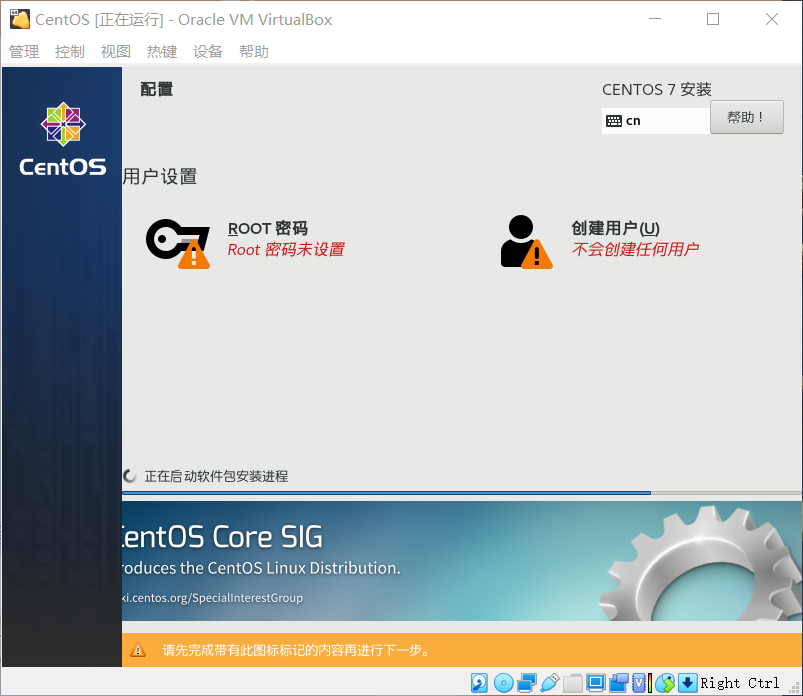 CentOS [正在运行] - Oracle VM VirtualBox
管理 控制 视图 热键 设备 帮助
配置
CENTOS 7 安装
cn
帮助！
CentOS
用户设置
ROOT 密码
Root 密码未设置
创建用户(U)
不会创建任何用户
正在启动软件包安装进程
CentOS Core SIG
roduces the CentOS Linux Distribution.
ki.centos.org/SpecialInterestGroup
请先完成带有此图标标记的内容再进行下一步。
Right Ctrl